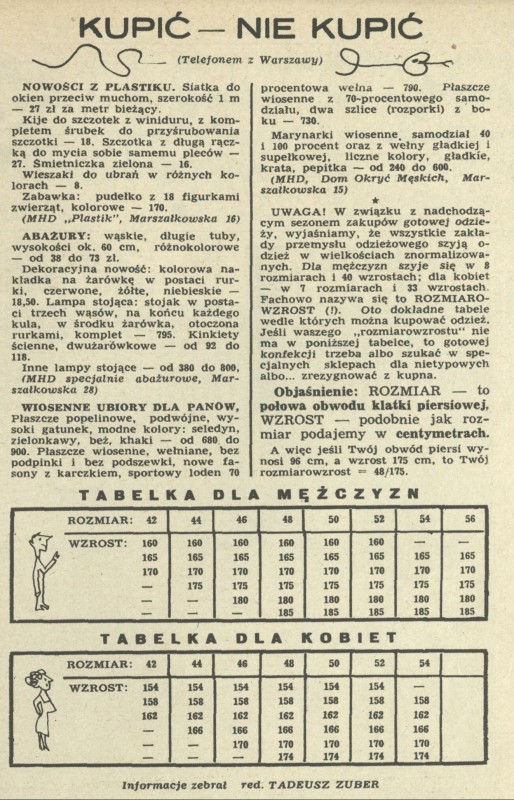 KUPIĆ — NIE KUPIĆ
(Telefonem z Warszawy)
NOWOŚCI Z PLASTIKU. Siatka do
okien przeciw muchom, szerokość 1 m
— 27 zł za metr bieżący.
Kije do szczotek z winiduru, z kom-
pletem śrubek do przyśrubowania
szczotki — 18. Szczotka z długą rącz-
ką do mycia sobie samemu pleców —
27. Śmietniczka zielona — 16.
Wieszaki do ubrań w różnych ko-
lorach — 8.
Zabawka: pudełko z 18 figurkami
zwierząt, kolorowe — 170.
(MHD „Plastik", Marszałkowska 16)
ABAŻURY: wąskie, długie tuby,
wysokości ok. 60 cm, różnokolorowe
— od 38 do 73 zł.
Dekoracyjna nowość: kolorowa na-
kładka na żarówkę w postaci rur-
ki, czerwone, żółte, niebieskie —
18,50. Lampa stojąca: stojak w posta-
ci trzech wąsów, na końcu każdego
kula, w środku żarówka, otoczona
rurkami, komplet — 795. Kinkiety
ścienne, dwużarówkowe — od 92 do
118.
Inne lampy stojące — od 380 do 800,
(MHD specjalnie abażurowe, Mar-
szałkowska 28)
WIOSENNE UBIORY DLA PANÓW,
Płaszcze popelinowe, podwójne, wy-
soki gatunek, modne kolory: seledyn,
zielonkawy, beż, khaki — od 680 do
900. Płaszcze wiosenne, wełniane, bez
podpinki i bez podszewki, nowe fa-
sony z karczkiem, sportowy loden 70
procentowa wełna — 790. Płaszcze
wiosenne z 70-procentowego samo-
działu, dwa szlice (rozporki) z bo-
ku — 730.
Marynarki wiosenne, samodział 40
i 100 procent oraz z wełny gładkiej i
supełkowej, liczne kolory, gładkie,
krata, pepitka — od 240 do 600.
(MHD, Dom Okryć Męskich, Mar-
szałkowska 15)
★
UWAGA! W związku z nadchodzą-
cym sezonem zakupów gotowej odzie-
ży, wyjaśniamy, że wszystkie zakła-
dy przemysłu odzieżowego szyją o-
dzież w wielkościach znormalizowa-
nych. Dla mężczyzn szyje się w 8
rozmiarach i 40 wzrostach; dla kobiet
— w 7 rozmiarach i 33 wzrostach.
Fachowo nazywa się to ROZMIARO-
WZROST (!). Oto dokładne tabele
wedle których można kupować odzież.
Jeśli waszego „rozmiarowzrostu" nie
ma w poniższej tabelce, to gotowej
konfekcji trzeba albo szukać w spe-
cjalnych sklepach dla nietypowych
albo... zrezygnować z kupna.
Objaśnienie: ROZMIAR — to
połowa obwodu klatki piersiowej,
WZROST — podobnie jak roz-
miar podajemy w centymetrach.
A więc jeśli Twój obwód piersi wy-
nosi 96 cm, a wzrost 175 cm, to Twój
rozmiarowzrost = 48/175.
TABELKA DLA MĘŻCZYZN
ROZMIAR: 42 44 46 48 50 52 54 56
WZROST: 160 160 160 160 160 160 — —
165 165 165 165 165 165 165 165
170 170 170 170 170 170 170 170
— 175 175 175 175 175 175 175
— — 180 180 180 180 180 180
— — — 185 185 185 185 185
TABELKA DLA KOBIET
ROZMIAR: 42 44 46 48 50 52 54
WZROST: 154 154 154 154 154 154 —
158 158 158 158 158 158 158
162 162 162 162 162 162 162
— 166 166 166 166 166 166
— — 170 170 170 170 170
— — — 174 174 174 174
Informacje zebrał red. TADEUSZ ZUBER